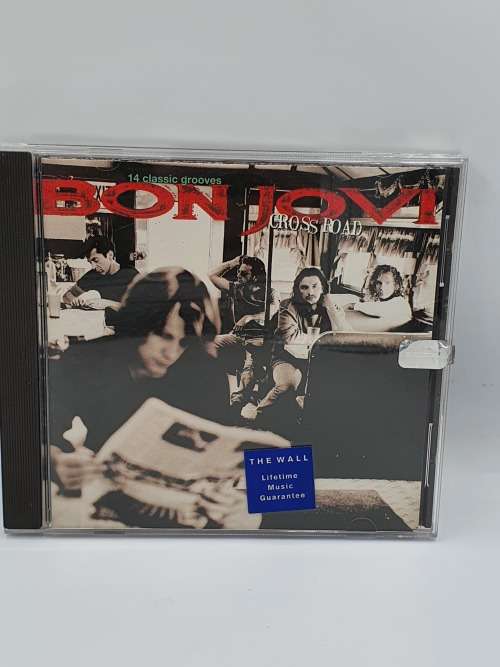 14 classic grooves
BON JOVI
CROSS ROAD
THE WALL
Lifetime
Music
Guarantee